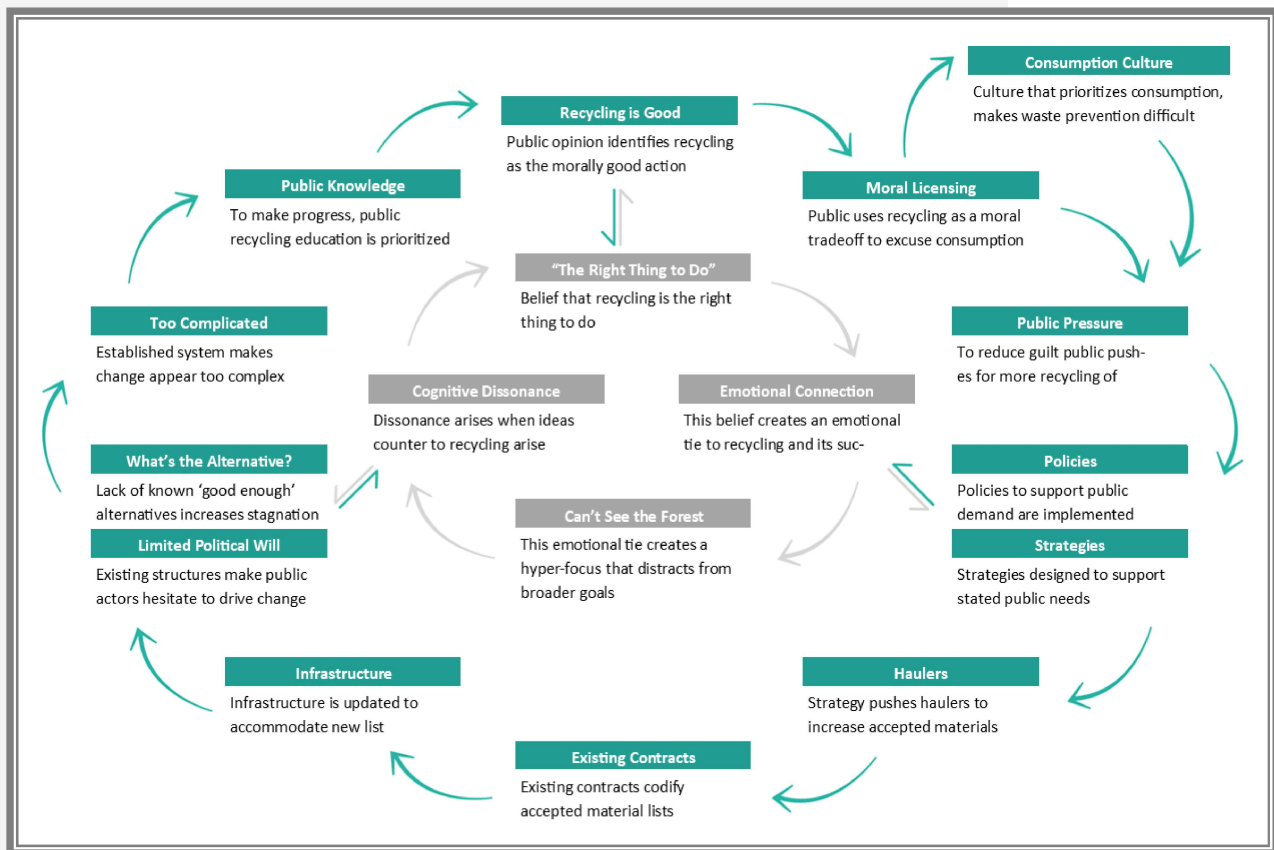 Consumption Culture
Culture that prioritizes consumption,
makes waste prevention difficult
Recycling is Good
Public opinion identifies recycling
as the morally good action
Public Knowledge
To make progress, public
recycling education is prioritized
Moral Licensing
Public uses recycling as a moral
tradeoff to excuse consumption
"The Right Thing to Do"
Belief that recycling is the right
thing to do
Too Complicated
Established system makes
change appear too complex
Public Pressure
To reduce guilt public push-
es for more recycling of
Cognitive Dissonance
Dissonance arises when ideas
counter to recycling arise
Emotional Connection
This belief creates an emotional
tie to recycling and its suc-
What's the Alternative?
Lack of known 'good enough'
alternatives increases stagnation
Limited Political Will
Existing structures make public
actors hesitate to drive change
Can't See the Forest
This emotional tie creates a
hyper-focus that distracts from
broader goals
Policies
Policies to support public
demand are implemented
Strategies
Strategies designed to support
stated public needs
Infrastructure
Infrastructure is updated to
accommodate new list
Haulers
Strategy pushes haulers to
increase accepted materials
Existing Contracts
Existing contracts codify
accepted material lists